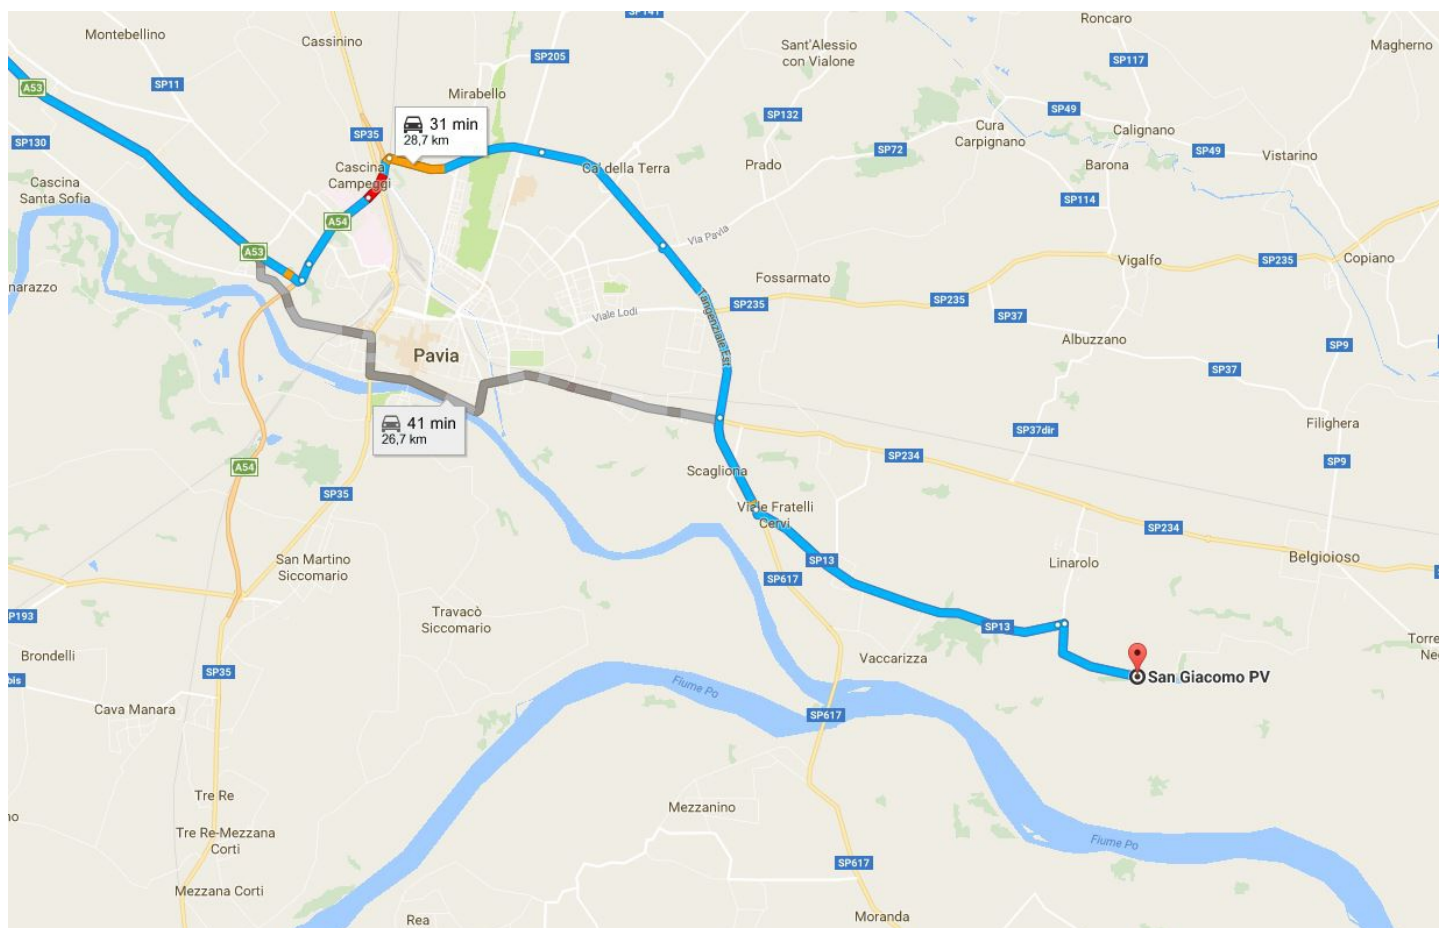 Montebellino
Cassinino
SP141
Roncaro
Sant'Alessio
con Vialone
Magherno
SP205
SP117
A53
SP11
Mirabello
31 min
28,7 km
SP35
SP132
SP49
Cura
Carpignano
Calignano
SP130
SP72
SP49
Vistarino
Cascina
Campeggi
Ca' della Terra
Prado
Barona
Cascina
Santa Sofia
SP114
A54
Via Pavia
A53
Vigalfo
SP235
Copiano
narazzo
Fossarmato
SP235
SP235
Viale Lodi
SP37
Tangenziale Est
Albuzzano
SP9
Pavia
SP37
41 min
26,7 km
Filighera
SP37dir
SP234
A54
Scagliona
SP9
SP35
Viale Fratelli
Cervi
SP234
San Martino
Siccomario
SP13
Linarolo
Belgioioso
SP617
P193
Travacò
Siccomario
SP13
Torre
Ne
Brondelli
Vaccarizza
SP35
San Giacomo PV
bis
Fiume Po
Cava Manara
SP617
Tre Re
Mezzanino
Tre Re-Mezzana
Corti
Fiume Po
SP617
Mezzana Corti
Rea
Moranda